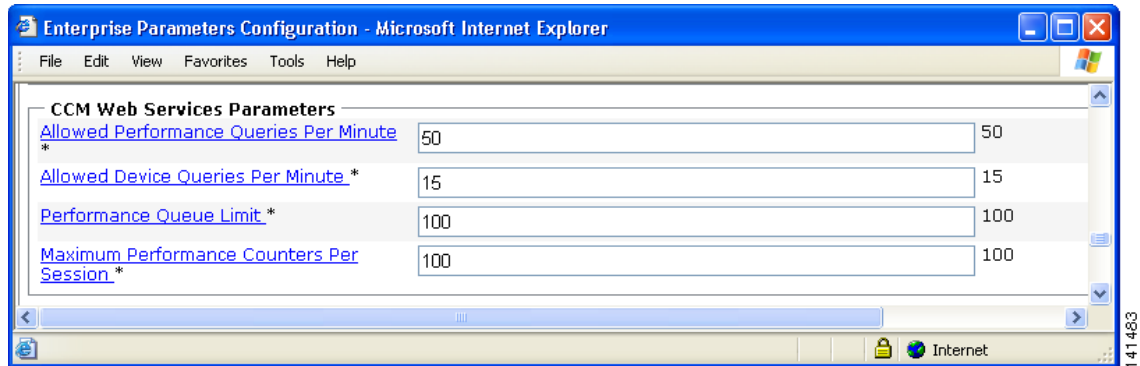 Enterprise Parameters Configuration - Microsoft Internet Explorer
File Edit View Favorites Tools Help
CCM Web Services Parameters
Allowed Performance Queries Per Minute
*
50
50
Allowed Device Queries Per Minute *
15
15
Performance Queue Limit *
100
100
Maximum Performance Counters Per
Session *
100
100
Internet
141483